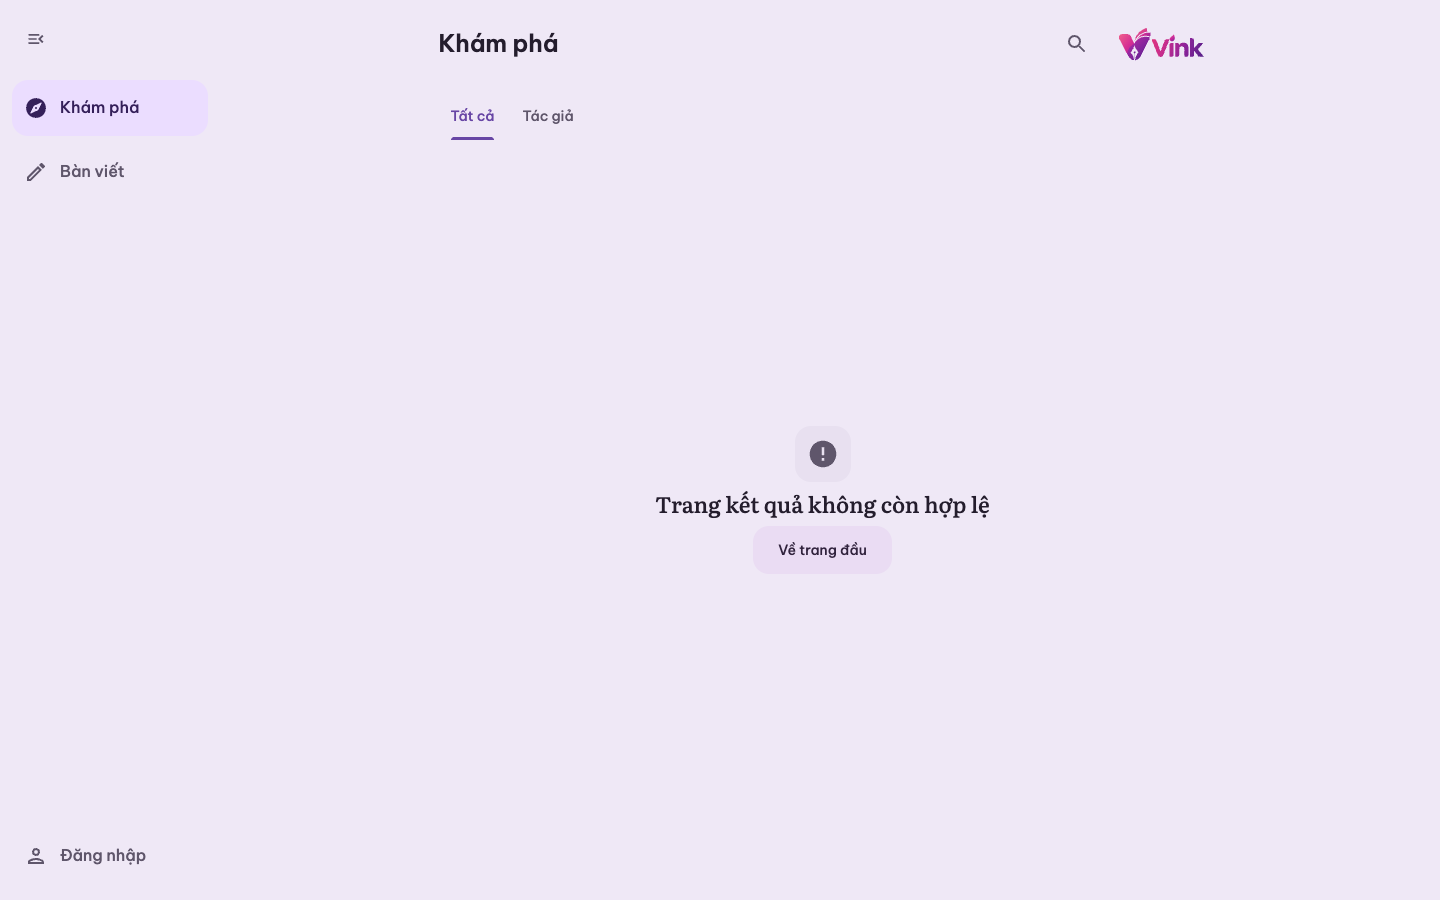 Khám phá
Vink
Khám phá
Bàn viết
Tất cả
Tác giả
Trang kết quả không còn hợp lệ
Về trang đầu
Đăng nhập